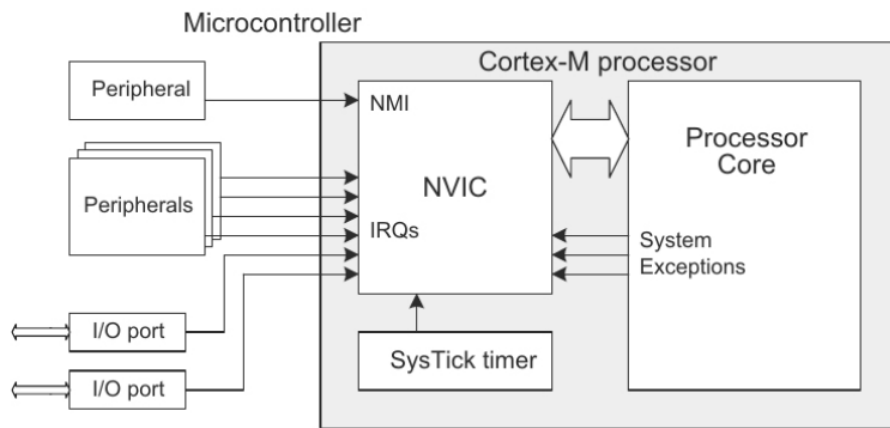 Microcontroller
Cortex-M processor
Peripheral
NMI
Processor
Core
Peripherals
NVIC
IRQs
System
Exceptions
I/O port
SysTick timer
I/O port